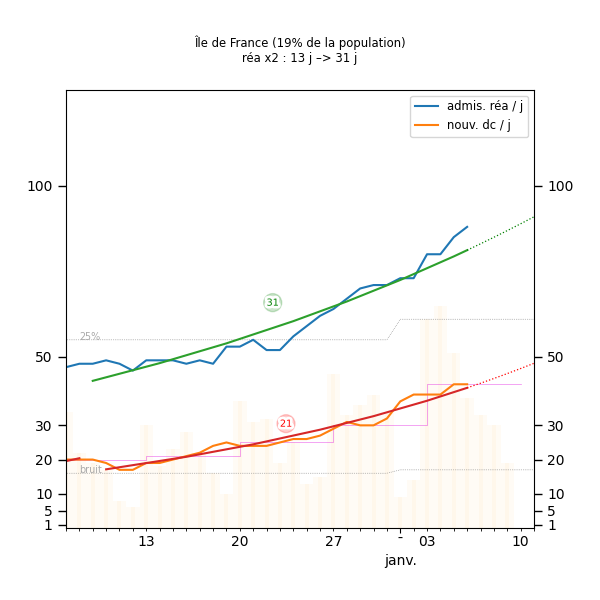 Île de France (19% de la population)
réa x2 : 13 j –> 31 j
admis. réa / j
nouv. dc / j
100 100
31
25%
50 50
30 21 30
20 bruit 20
10 10
5 5
1 1
13 20 27 - 03 10
janv.